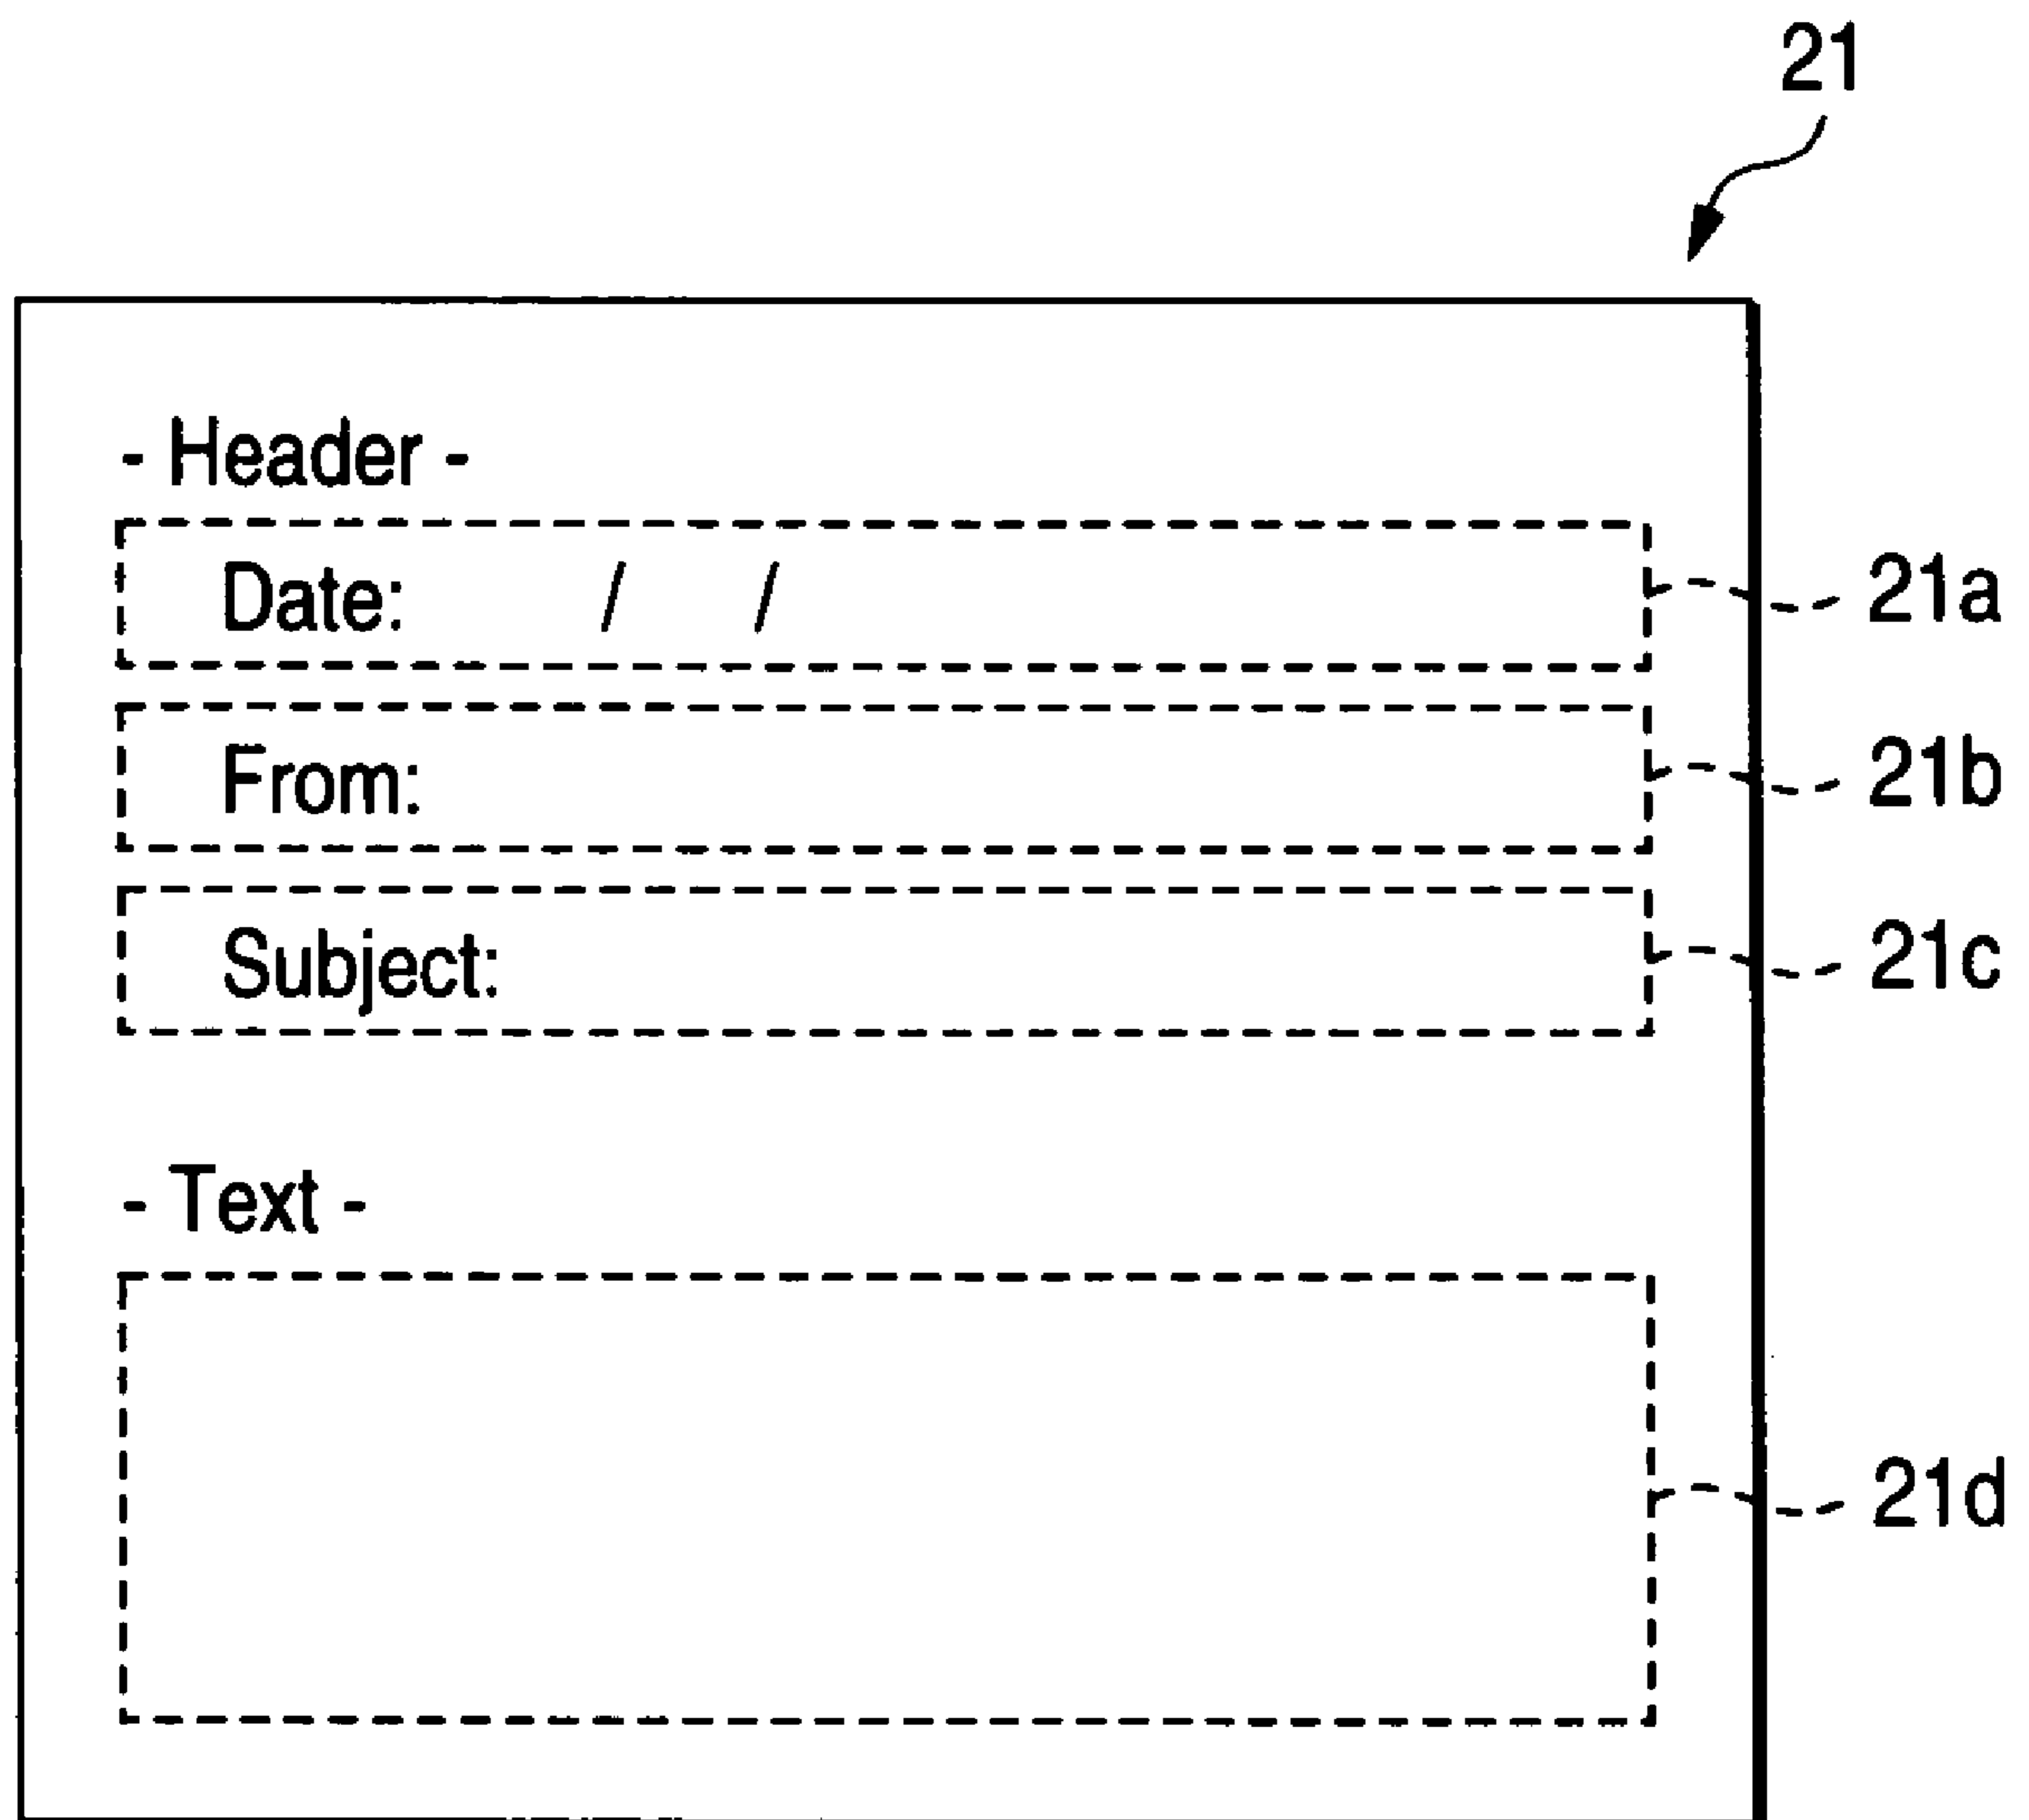 21
- Header -
Date: / / 21a
From: 21b
Subject: 21c
- Text -
21d